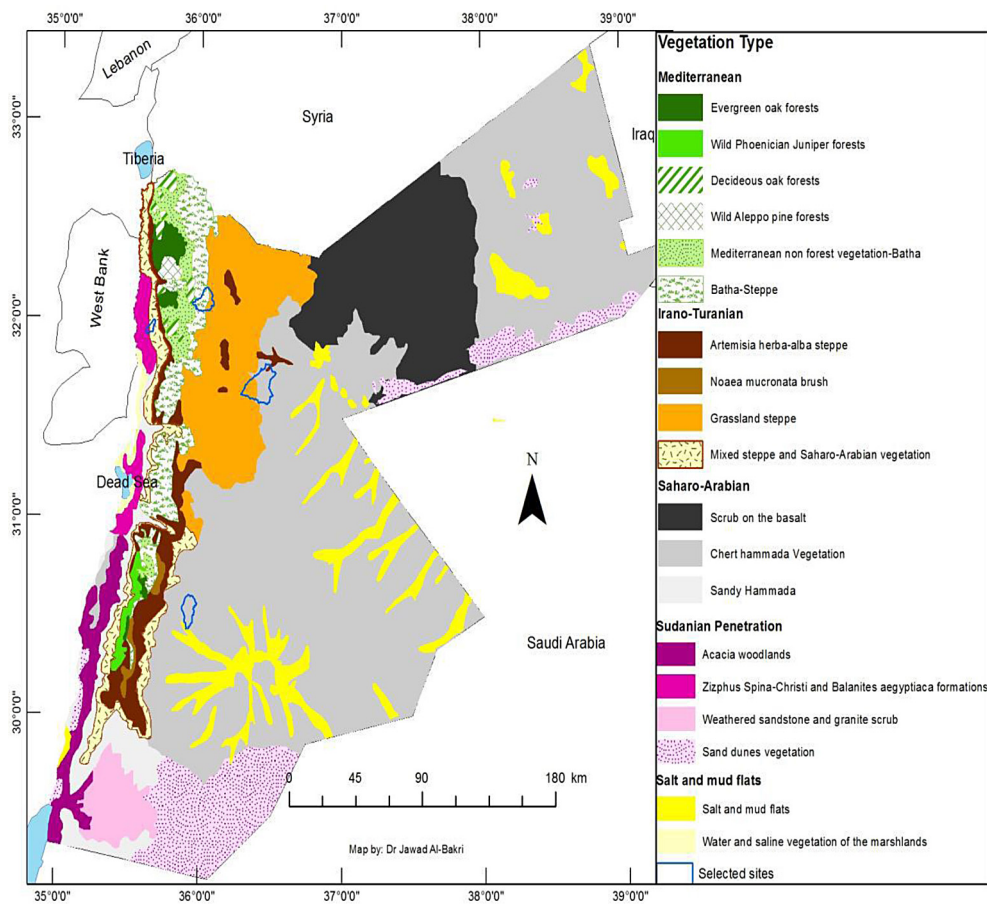 35°0'0" 36°0'0" 37°0'0" 38°0'0" 39°0'0"
33°0'0"
32°0'0"
31°0'0"
30°0'0"
Lebanon
Syria
Iraq
Tiberia
West Bank
Dead Sea
N
Saudi Arabia
0 45 90 180 km
Map by: Dr Jawad Al-Bakri
35°0'0" 36°0'0" 37°0'0" 38°0'0" 39°0'0"
Vegetation Type
Mediterranean
Evergreen oak forests
Wild Phoenician Juniper forests
Decideous oak forests
Wild Aleppo pine forests
Mediterranean non forest vegetation-Batha
Batha-Steppe
Irano-Turanian
Artemisia herba-alba steppe
Noaea mucronata brush
Grassland steppe
Mixed steppe and Saharo-Arabian vegetation
Saharo-Arabian
Scrub on the basalt
Chert hammada Vegetation
Sandy Hammada
Sudanian Penetration
Acacia woodlands
Zizphus Spina-Christi and Balanites aegyptiaca formations
Weathered sandstone and granite scrub
Sand dunes vegetation
Salt and mud flats
Salt and mud flats
Water and saline vegetation of the marshlands
Selected sites